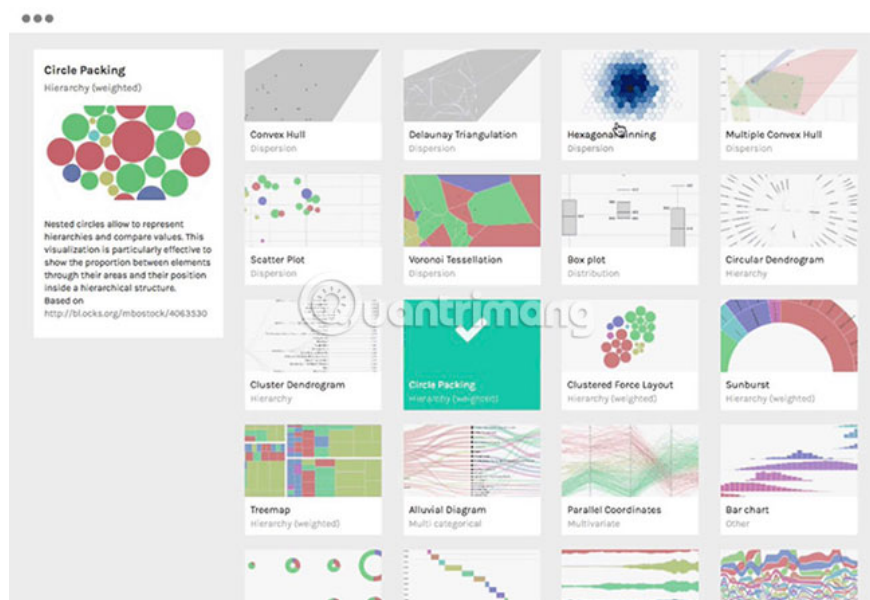 Circle Packing
Hierarchy (weighted)
Nested circles allow to represent
hierarchies and compare values. This
visualization is particularly effective to
show the proportion between elements
through their areas and their position
inside a hierarchical structure.
Based on
http://bl.ocks.org/mbostock/4063530
Convex Hull
Dispersion
Delaunay Triangulation
Dispersion
Hexagonal Binning
Dispersion
Multiple Convex Hull
Dispersion
Scatter Plot
Dispersion
Voronoi Tessellation
Dispersion
Box plot
Distribution
Circular Dendrogram
Hierarchy
Quantrimang
Cluster Dendrogram
Hierarchy
Circle Packing
Hierarchy (weighted)
Clustered Force Layout
Hierarchy (weighted)
Sunburst
Hierarchy (weighted)
Treemap
Hierarchy (weighted)
Alluvial Diagram
Multi categorical
Parallel Coordinates
Multivariate
Bar chart
Other